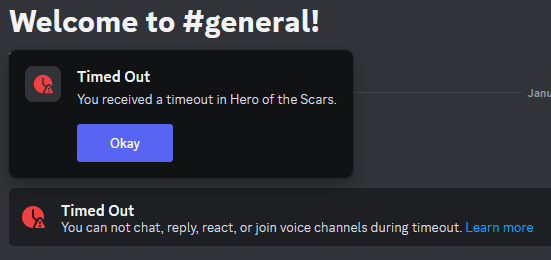 Welcome to #general!
Timed Out
You received a timeout in Hero of the Scars.
Okay
Janu
Timed Out
You can not chat, reply, react, or join voice channels during timeout. Learn more